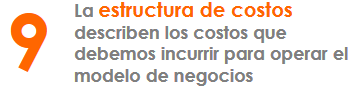 9
La estructura de costos
describen los costos que
debemos incurrir para operar el
modelo de negocios